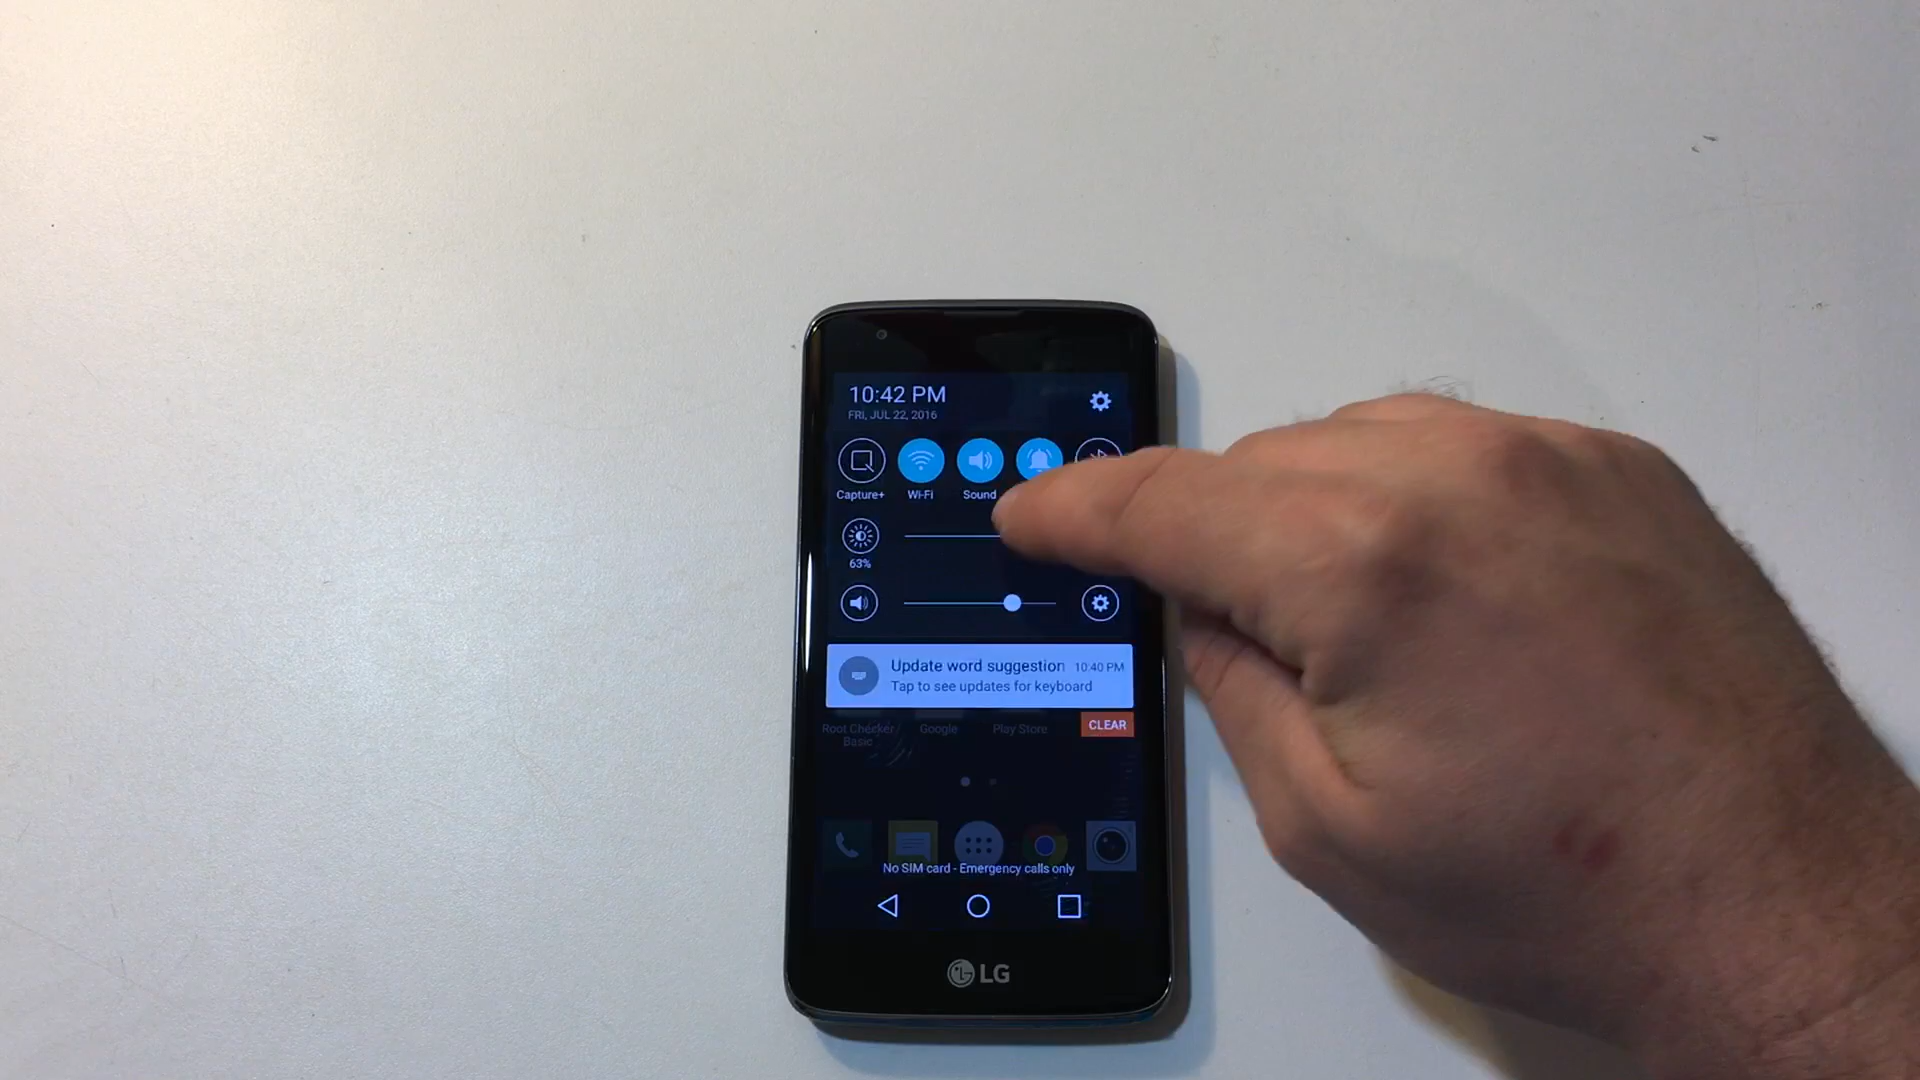 10:42 PM
FRI, JUL 22, 2016
Capture+ Wi-Fi Sound
63%
Update word suggestion 10:40 PM
Tap to see updates for keyboard
Root Checker Google Play Store CLEAR
Basic
No SIM card - Emergency calls only
LG